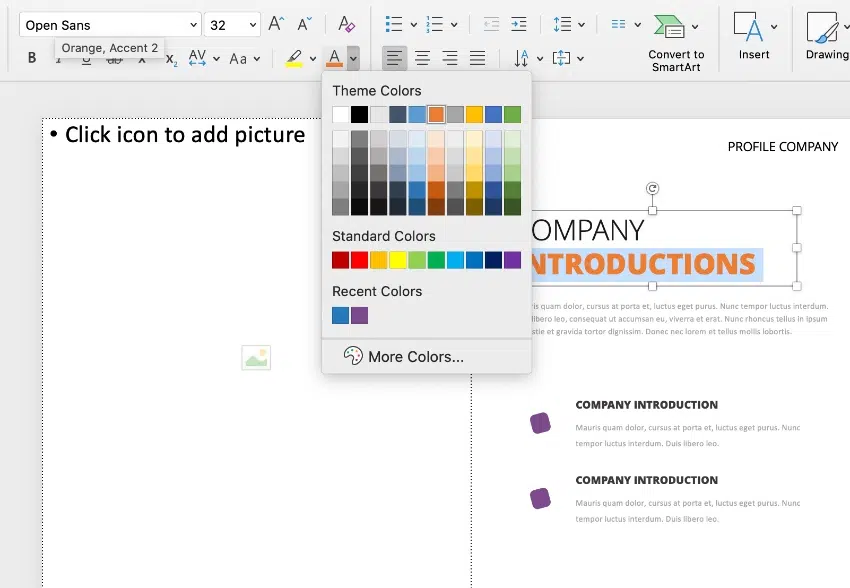 Open Sans
32
Orange, Accent 2
B
Aa
Convert to
SmartArt
Insert
Drawing
Theme Colors
Standard Colors
Recent Colors
More Colors...
• Click icon to add picture
PROFILE COMPANY
OMPANY
NTRODUCTIONS
is quam dolor, cursus at porta et, luctus eget purus. Nunc tempor luctus interdum.
libero leo, consequat ut accumsan eu, viverra et erat. Nunc rhoncus tellus in ipsum
stie et gravida tortor dignissim. Donec nec lorem et tellus mollis lobortis.
COMPANY INTRODUCTION
Mauris quam dolor, cursus at porta et, luctus eget purus. Nunc
tempor luctus interdum. Duis libero leo.
COMPANY INTRODUCTION
Mauris quam dolor, cursus at porta et, luctus eget purus. Nunc
tempor luctus interdum. Duis libero leo.